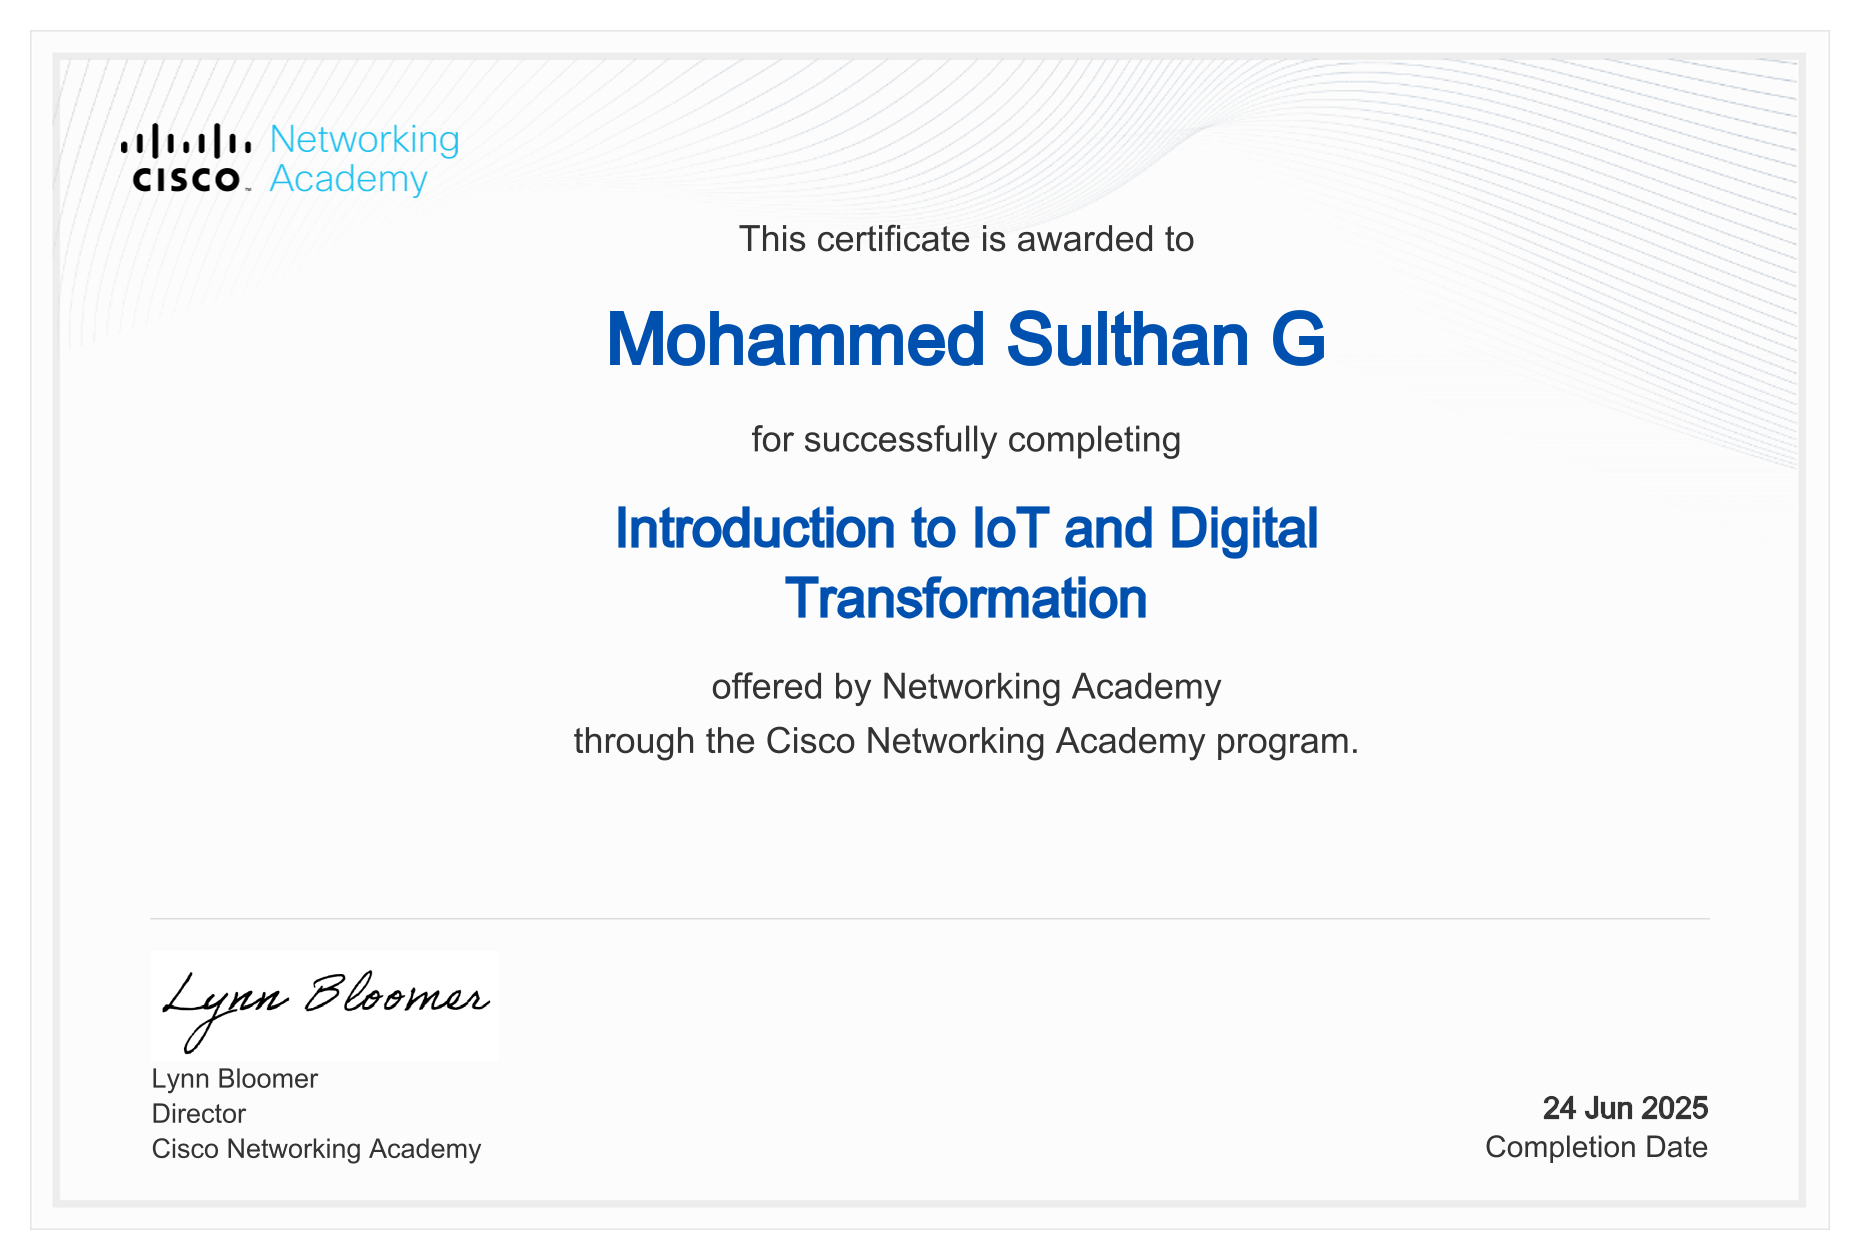 Networking
CISCO™ Academy
This certificate is awarded to
Mohammed Sulthan G
for successfully completing
Introduction to IoT and Digital
Transformation
offered by Networking Academy
through the Cisco Networking Academy program.
Lynn Bloomer
Lynn Bloomer
Director
Cisco Networking Academy
24 Jun 2025
Completion Date